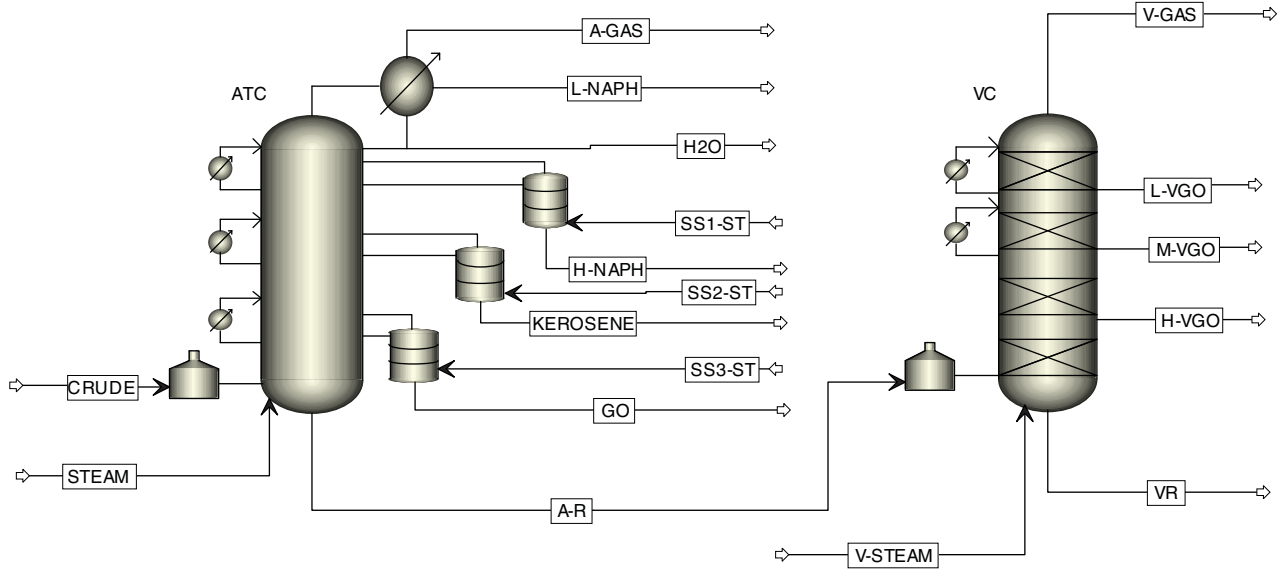 V-GAS
A-GAS
ATC
L-NAPH
VC
H2O
L-VGO
SS1-ST
M-VGO
H-NAPH
SS2-ST
KEROSENE
H-VGO
SS3-ST
CRUDE
GO
STEAM
A-R
VR
V-STEAM